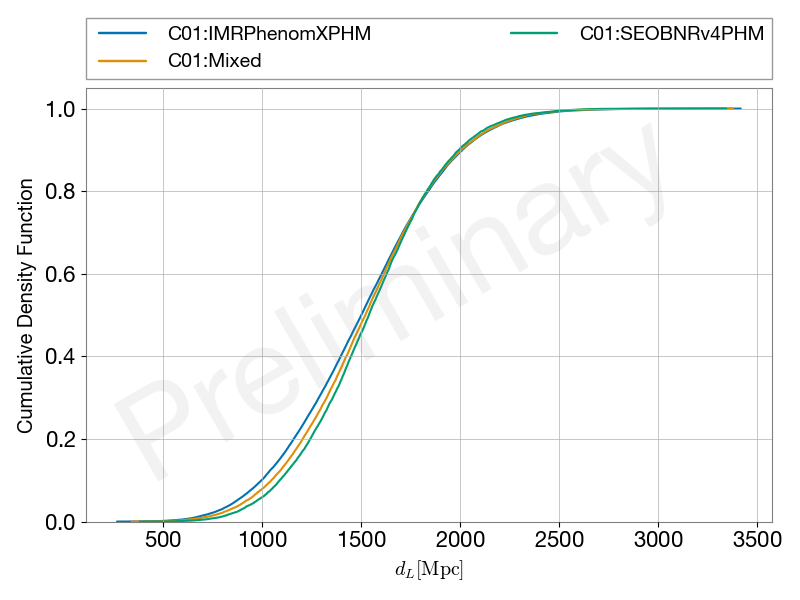 C01:IMRPhenomXPHM
C01:Mixed
C01:SEOBNRv4PHM
1.0
0.8
0.6
0.4
0.2
0.0
Cumulative Density Function
Preliminary
500
1000
1500
2000
2500
3000
3500
d_L[Mpc]